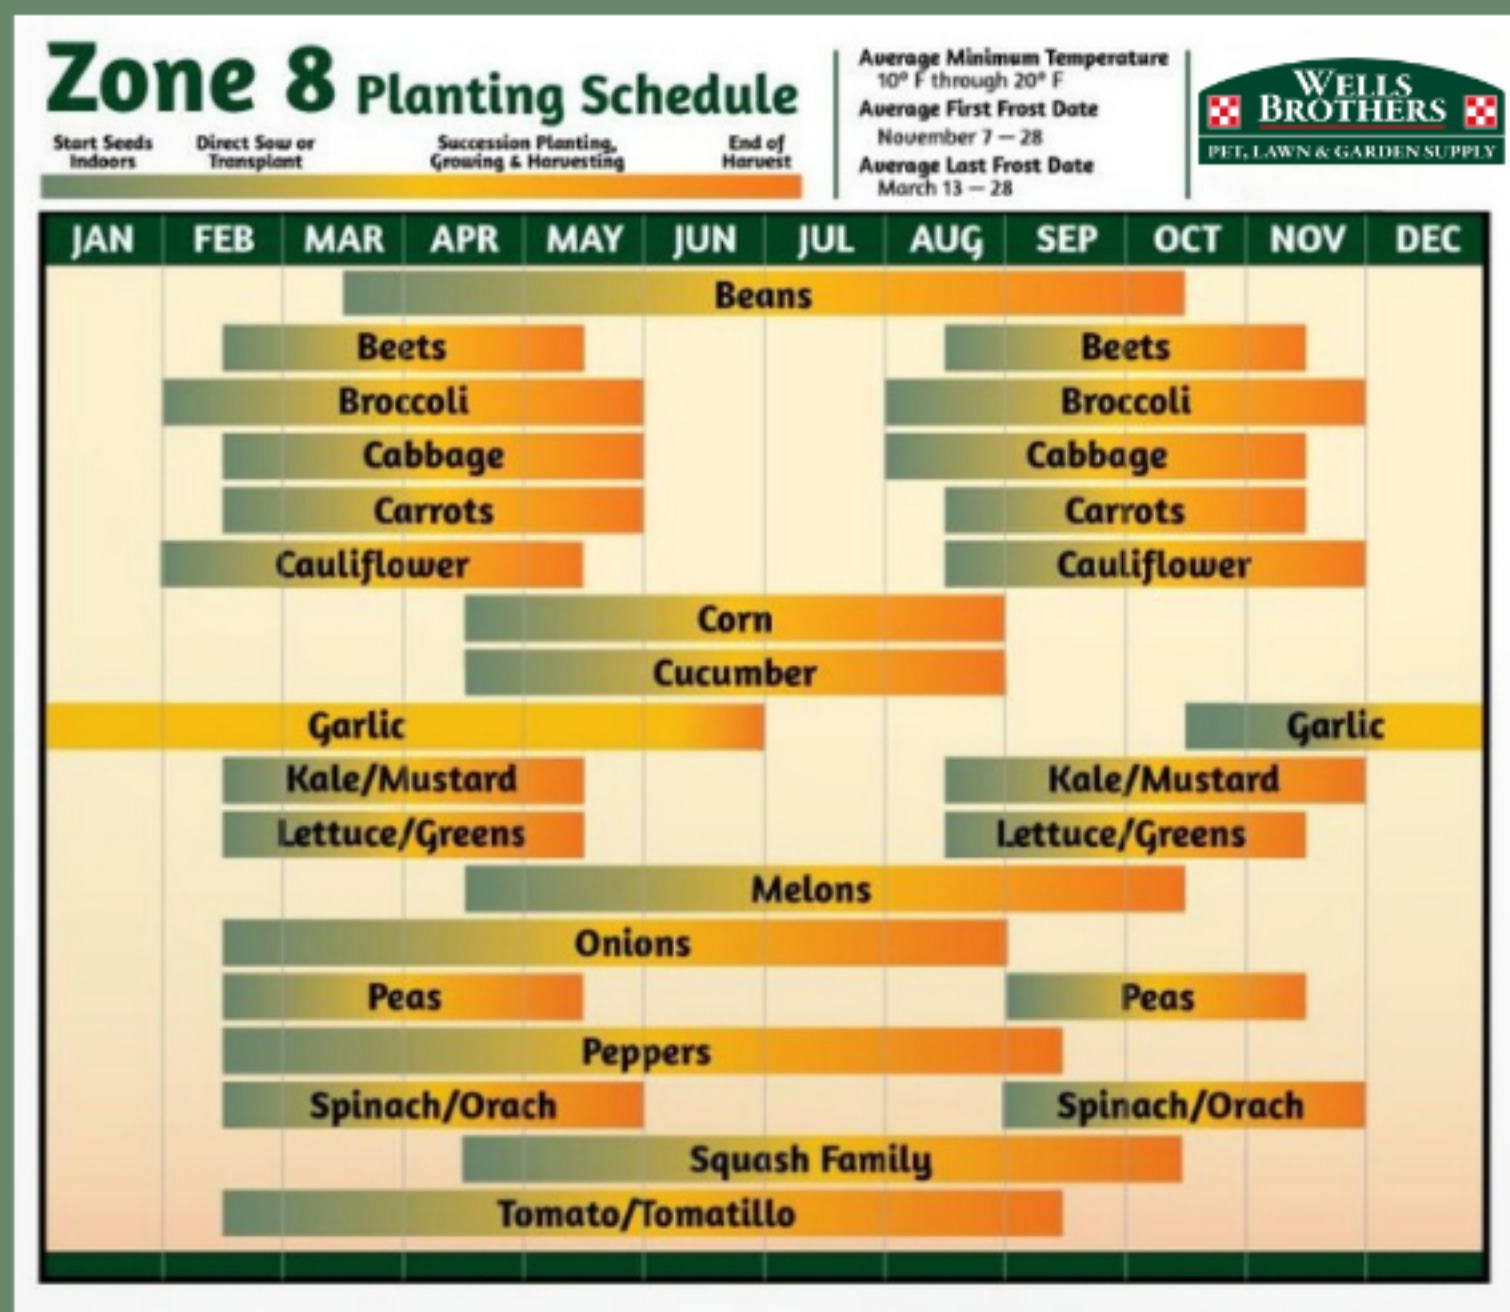 Zone 8 Planting Schedule
Start Seeds Indoors
Direct Sow or Transplant
Succession Planting, Growing & Harvesting
End of Harvest
Average Minimum Temperature
10° F through 20° F
Average First Frost Date
November 7 — 28
Average Last Frost Date
March 13 — 28
WELLS
BROTHERS
PET, LAWN & GARDEN SUPPLY
JAN FEB MAR APR MAY JUN JUL AUG SEP OCT NOV DEC
Beans
Beets Beets
Broccoli Broccoli
Cabbage Cabbage
Carrots Carrots
Cauliflower Cauliflower
Corn
Cucumber
Garlic Garlic
Kale/Mustard Kale/Mustard
Lettuce/Greens Lettuce/Greens
Melons
Onions
Peas Peas
Peppers
Spinach/Orach Spinach/Orach
Squash Family
Tomato/Tomatillo